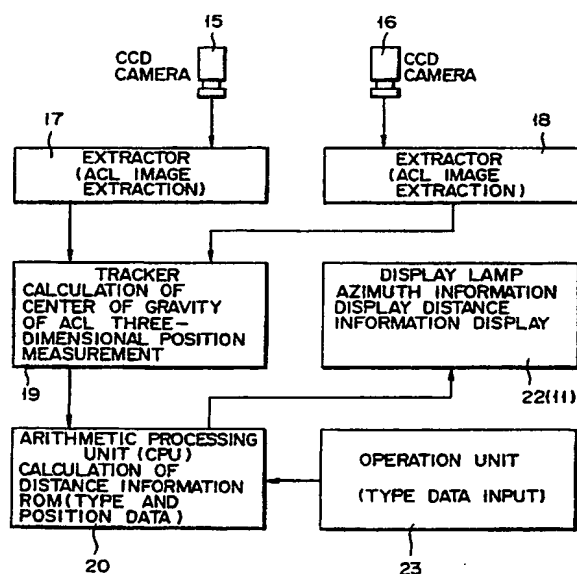 15
16
CCD
CAMERA
CCD
CAMERA
17
18
EXTRACTOR
(ACL IMAGE
EXTRACTION)
EXTRACTOR
(ACL IMAGE
EXTRACTION)
TRACKER
CALCULATION OF
CENTER OF GRAVITY
OF ACL THREE-
DIMENSIONAL POSITION
MEASUREMENT
DISPLAY LAMP
AZIMUTH INFORMATION
DISPLAY DISTANCE
INFORMATION DISPLAY
19
22(11)
ARITHMETIC PROCESSING
UNIT (CPU)
CALCULATION OF
DISTANCE INFORMATION
ROM(TYPE AND
POSITION DATA)
OPERATION UNIT
(TYPE DATA INPUT)
20
23